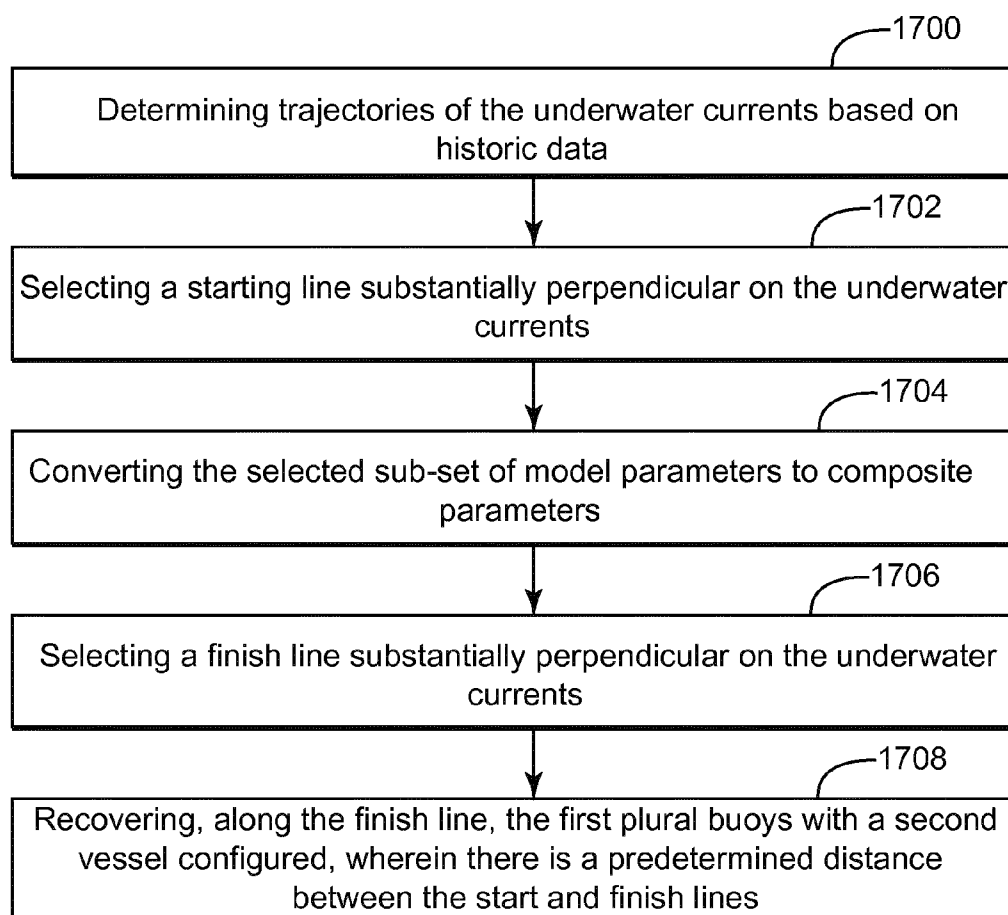 1700
Determining trajectories of the underwater currents based on
historic data
1702
Selecting a starting line substantially perpendicular on the underwater
currents
1704
Converting the selected sub-set of model parameters to composite
parameters
1706
Selecting a finish line substantially perpendicular on the underwater
currents
1708
Recovering, along the finish line, the first plural buoys with a second
vessel configured, wherein there is a predetermined distance
between the start and finish lines